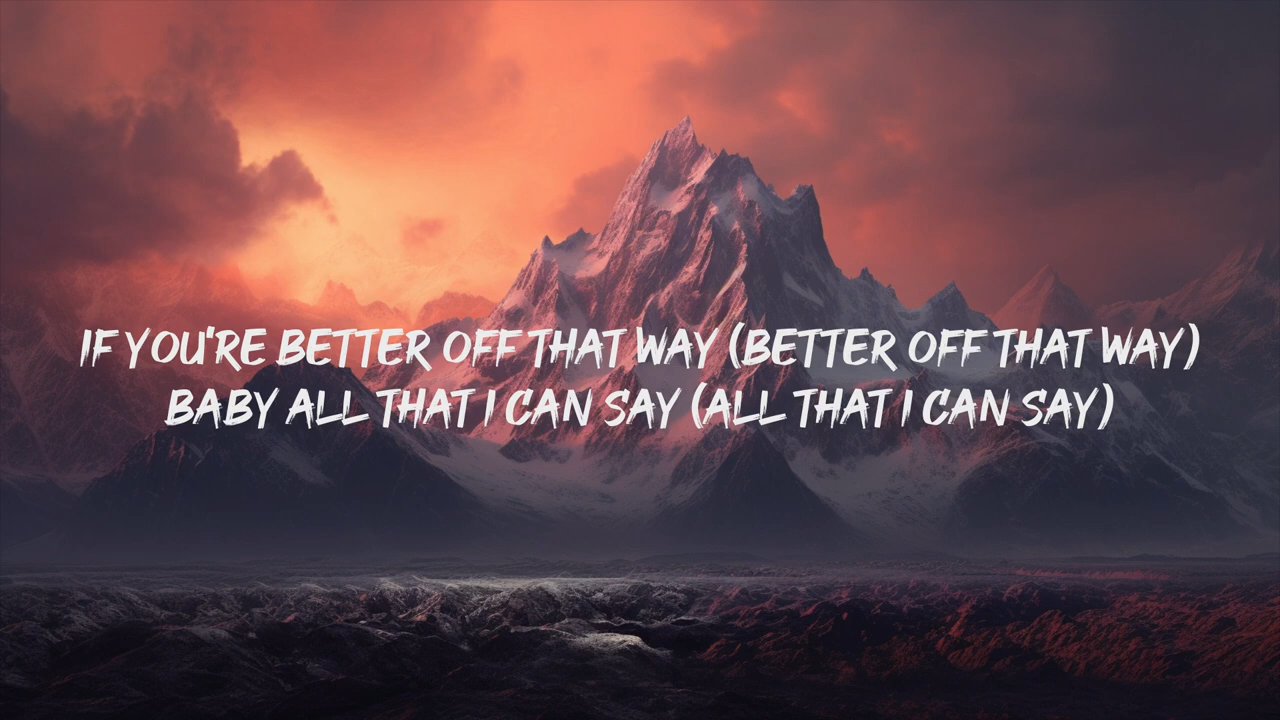 IF YOU'RE BETTER OFF THAT WAY (BETTER OFF THAT WAY)
BABY ALL THAT I CAN SAY (ALL THAT I CAN SAY)